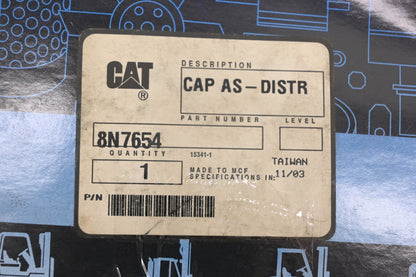 CAT
®
DESCRIPTION
CAP AS-DISTR
PART NUMBER
LEVEL
8N7654
QUANTITY
15341-1
TAIWAN
1
MADE TO MCF
SPECIFICATIONS IN:
11/03
P/N